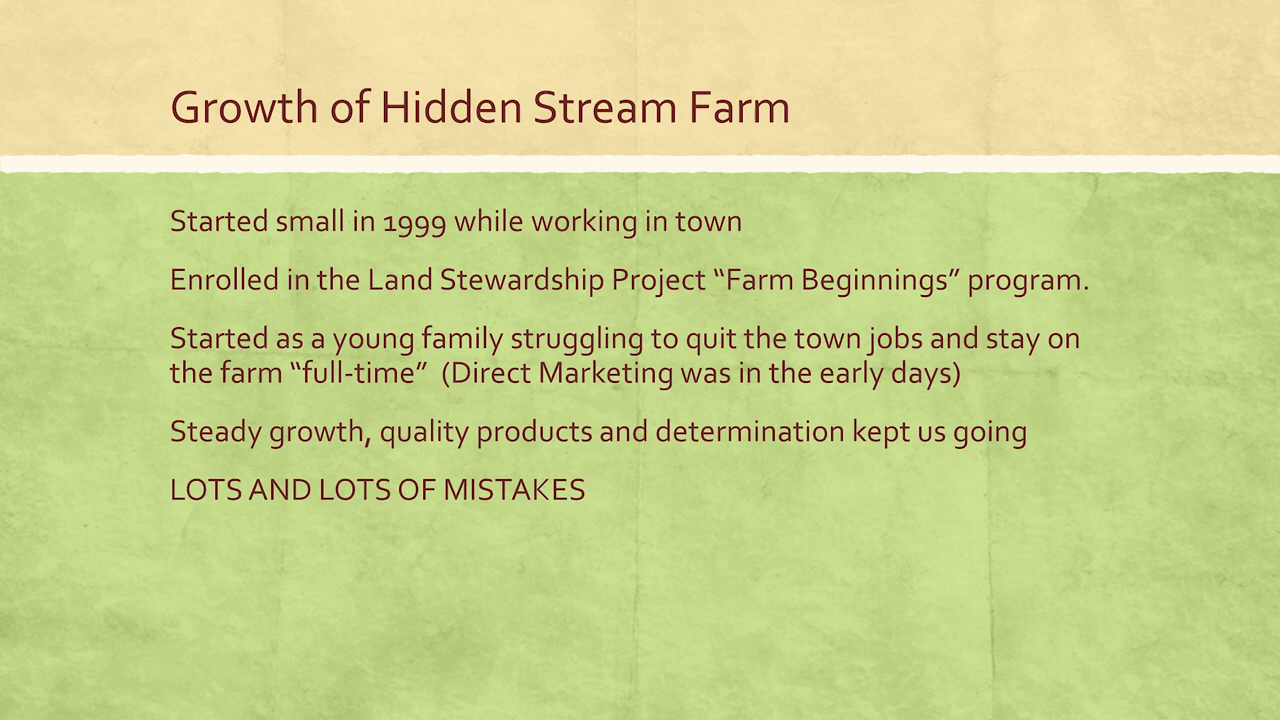 Growth of Hidden Stream Farm
Started small in 1999 while working in town
Enrolled in the Land Stewardship Project “Farm Beginnings” program.
Started as a young family struggling to quit the town jobs and stay on
the farm “full-time”  (Direct Marketing was in the early days)
Steady growth, quality products and determination kept us going
LOTS AND LOTS OF MISTAKES